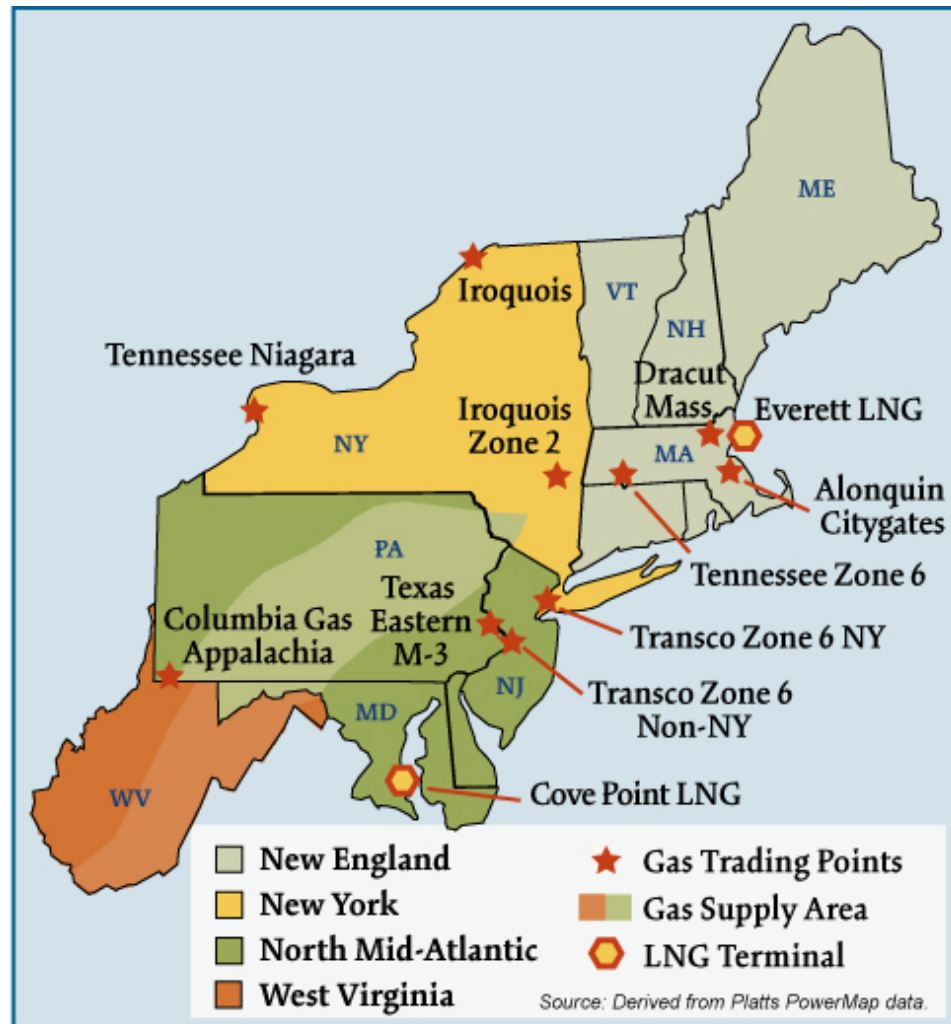 ME
VT
Iroquois
NH
Tennessee Niagara
Dracut
Mass.
Everett LNG
Iroquois
Zone 2
NY
MA
Alonquin
Citygates
PA
Tennessee Zone 6
Texas
Eastern
M-3
Columbia Gas
Appalachia
Transco Zone 6 NY
NJ
Transco Zone 6
Non-NY
MD
WV
Cove Point LNG
New England
New York
North Mid-Atlantic
West Virginia
Gas Trading Points
Gas Supply Area
LNG Terminal
Source: Derived from Platts PowerMap data.